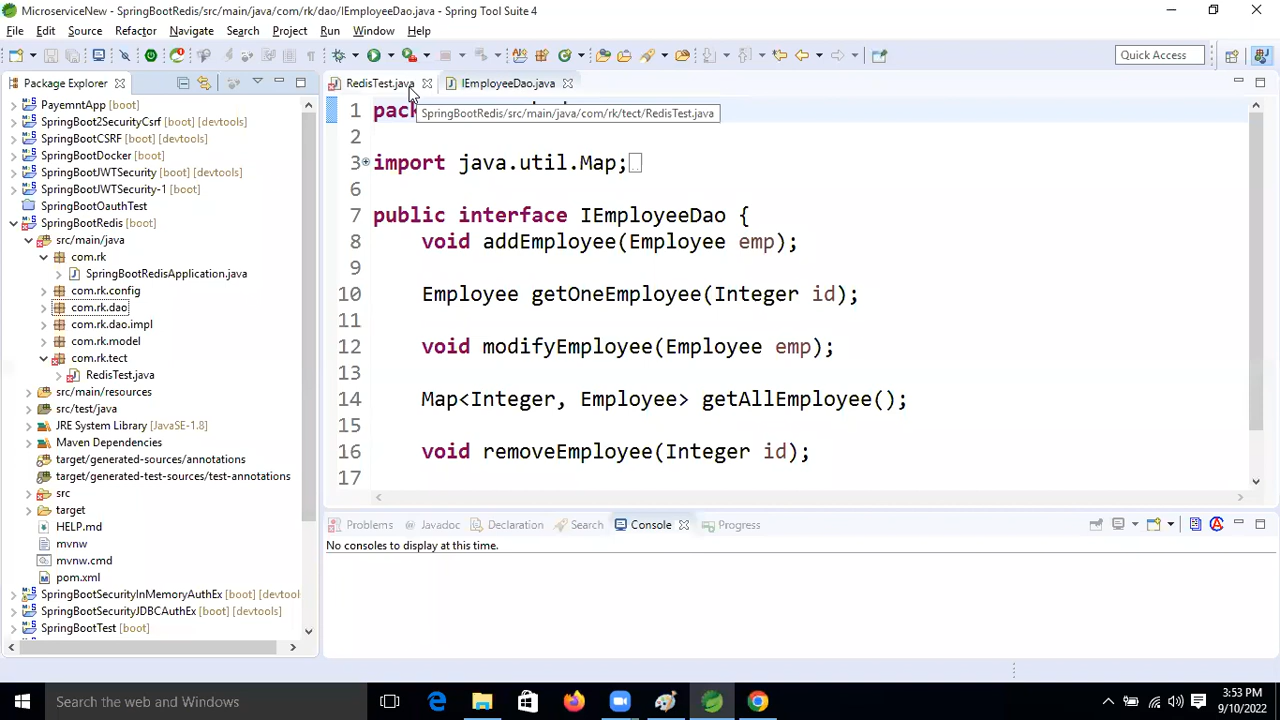 MicroserviceNew - SpringBootRedis/src/main/java/com/rk/dao/IEmployeeDao.java - Spring Tool Suite 4
File Edit Source Refactor Navigate Search Project Run Window Help
Quick Access
Package Explorer
PayemntApp [boot]
SpringBoot2SecurityCsrf [boot] [devtools]
SpringBootCSRF [boot] [devtools]
SpringBootDocker [boot]
SpringBootJWTSecurity [boot] [devtools]
SpringBootJWTSecurity-1 [boot]
SpringBootOauthTest
SpringBootRedis [boot]
src/main/java
com.rk
SpringBootRedisApplication.java
com.rk.config
com.rk.dao
com.rk.dao.impl
com.rk.model
com.rk.tect
RedisTest.java
src/main/resources
src/test/java
JRE System Library [JavaSE-1.8]
Maven Dependencies
target/generated-sources/annotations
target/generated-test-sources/test-annotations
src
target
HELP.md
mvnw
mvnw.cmd
pom.xml
SpringBootSecurityInMemoryAuthEx [boot] [devtools]
SpringBootSecurityJDBCAuthEx [boot] [devtools]
SpringBootTest [boot]
RedisTest.java IEmployeeDao.java
SpringBootRedis/src/main/java/com/rk/tect/RedisTest.java
1 pack
2
3 import java.util.Map;
6
7 public interface IEmployeeDao {
8 void addEmployee(Employee emp);
9
10 Employee getOneEmployee(Integer id);
11
12 void modifyEmployee(Employee emp);
13
14 Map<Integer, Employee> getAllEmployee();
15
16 void removeEmployee(Integer id);
17
Problems Javadoc Declaration Search Console Progress
No consoles to display at this time.
Search the web and Windows
3:53 PM
9/10/2022